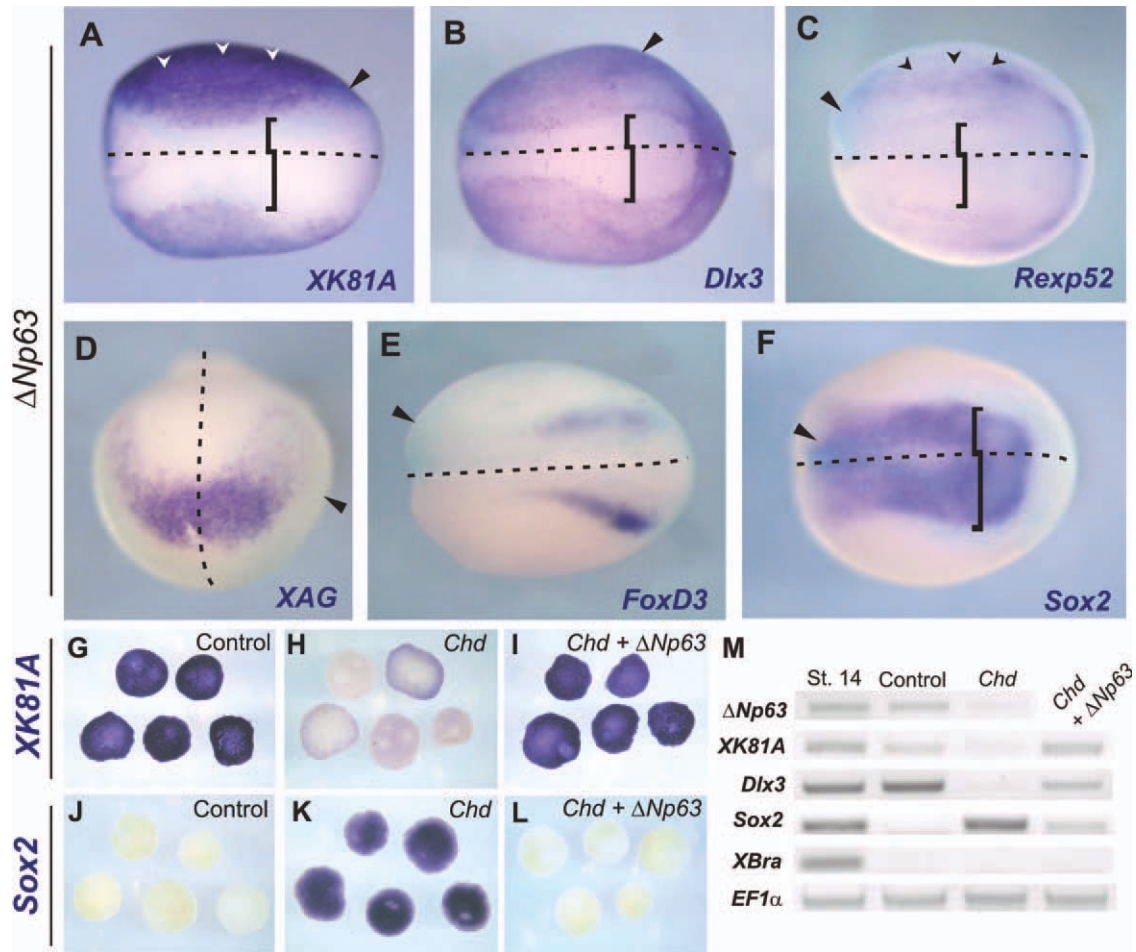 ΔNp63
A
XK81A
B
Dlx3
C
Rexp52
D
XAG
E
FoxD3
F
Sox2
XK81A
G Control
H Chd
I Chd + ΔNp63
Sox2
J Control
K Chd
L Chd + ΔNp63
M
St. 14 Control Chd Chd + ΔNp63
ΔNp63
XK81A
Dlx3
Sox2
XBra
EF1α